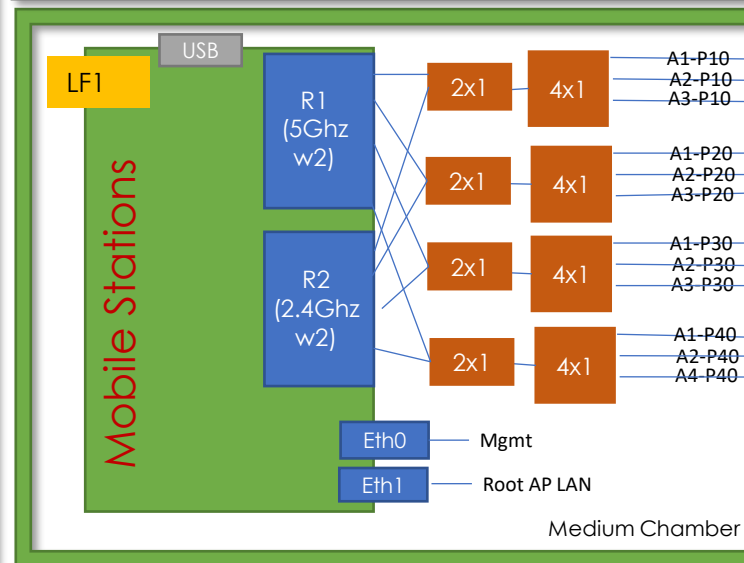 USB
LF1
Mobile Stations
R1
(5Ghz
w2)
R2
(2.4Ghz
w2)
2x1
4x1
A1-P10
A2-P10
A3-P10
2x1
4x1
A1-P20
A2-P20
A3-P20
2x1
4x1
A1-P30
A2-P30
A3-P30
2x1
4x1
A1-P40
A2-P40
A4-P40
Eth0
Mgmt
Eth1
Root AP LAN
Medium Chamber